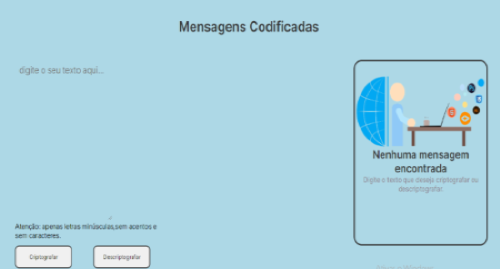 Mensagens Codificadas
digite o seu texto aqui...
Nenhuma mensagem
encontrada
Digite o texto que deseja criptografar ou
descriptografar.
Atenção: apenas letras minúsculas,sem acentos e
sem caracteres.
Criptografar
Descriptografar